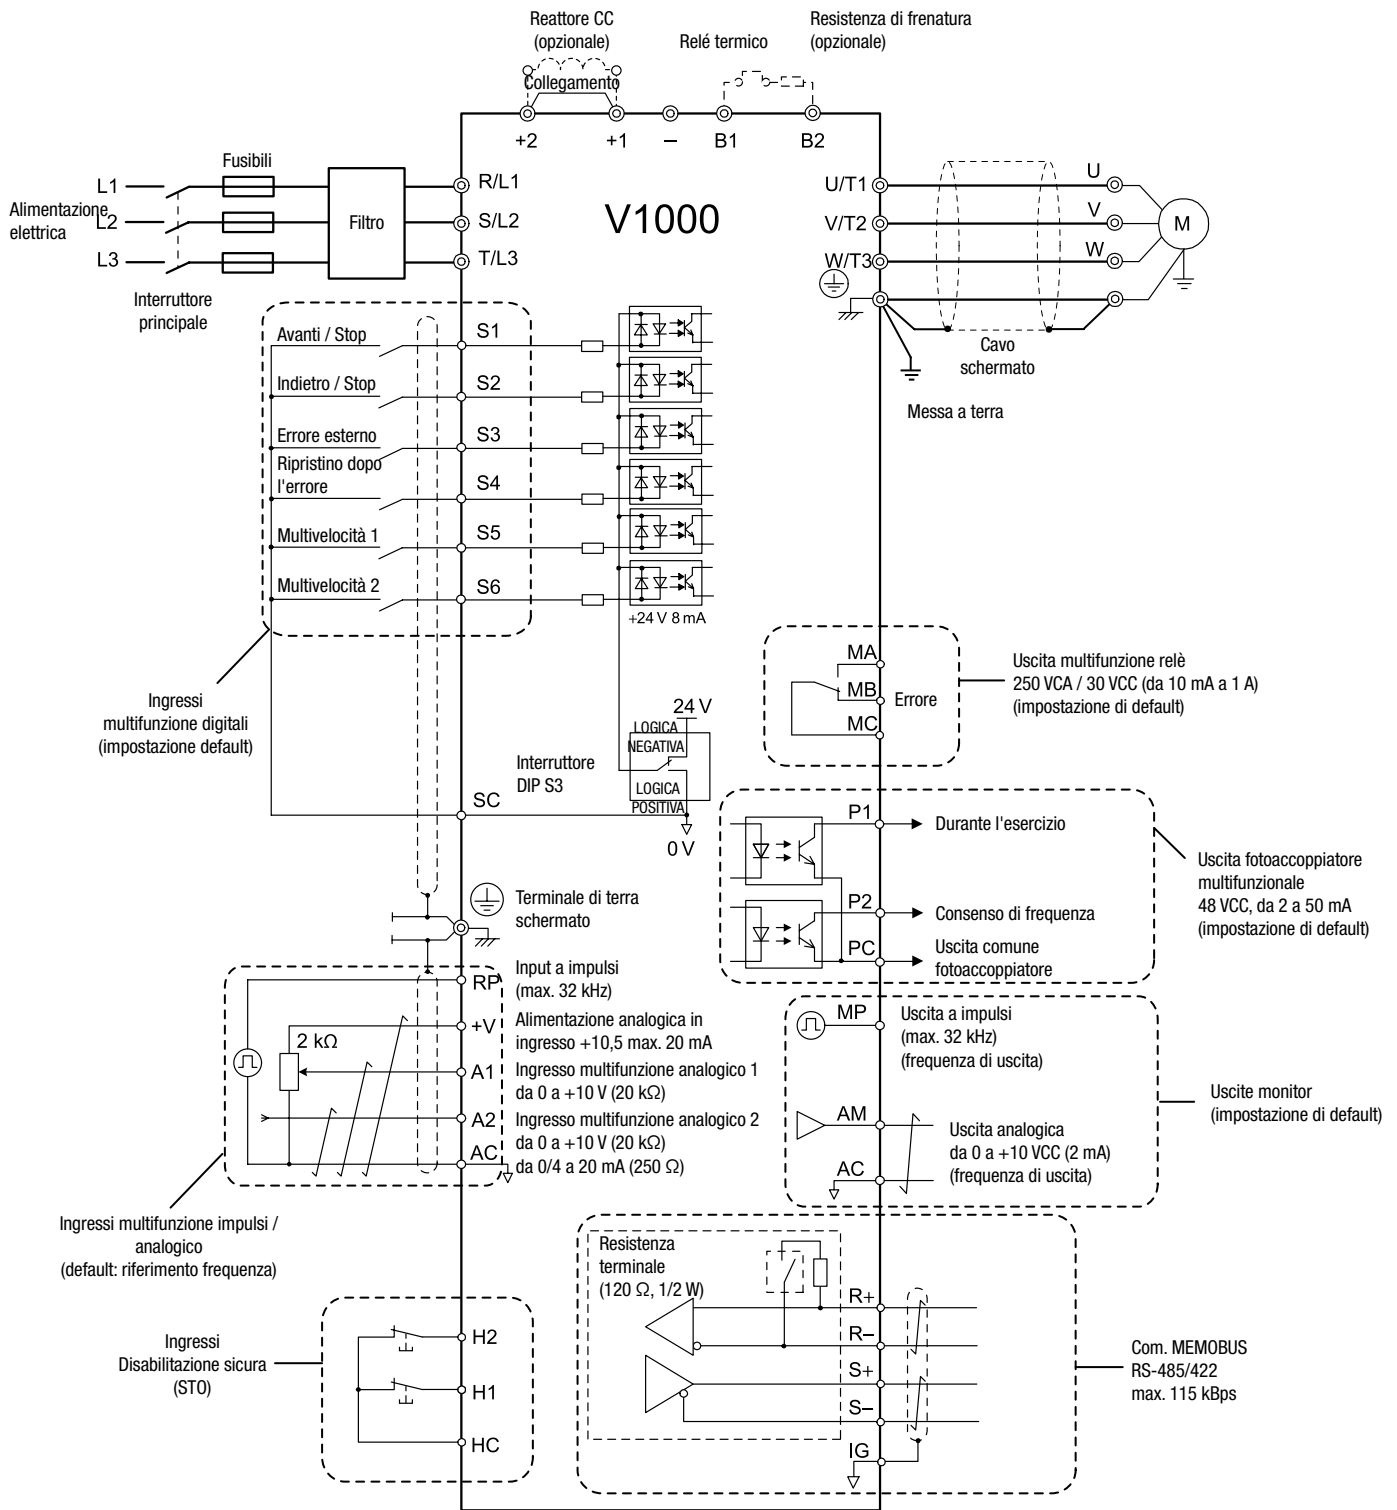 Reattore CC
(opzionale)
Relé termico
Resistenza di frenatura
(opzionale)
Collegamento
+2
+1
–
B1
B2
Fusibili
L1
L2
L3
Alimentazione
elettrica
Filtro
Interruttore
principale
R/L1
S/L2
T/L3
V1000
U/T1
V/T2
W/T3
U
V
W
M
Cavo
schermato
Messa a terra
Avanti / Stop
S1
Indietro / Stop
S2
Errore esterno
S3
Ripristino dopo
l'errore
S4
Multivelocità 1
S5
Multivelocità 2
S6
+24 V 8 mA
Ingressi
multifunzione digitali
(impostazione default)
Interruttore
DIP S3
24 V
LOGICA
NEGATIVA
LOGICA
POSITIVA
0 V
SC
MA
MB
MC
Errore
Uscita multifunzione relè
250 VCA / 30 VCC (da 10 mA a 1 A)
(impostazione di default)
P1
Durante l'esercizio
P2
Consenso di frequenza
PC
Uscita comune
fotoaccoppiatore
Uscita fotoaccoppiatore
multifunzionale
48 VCC, da 2 a 50 mA
(impostazione di default)
Terminale di terra
schermato
RP
Input a impulsi
(max. 32 kHz)
+V
Alimentazione analogica in
ingresso +10,5 max. 20 mA
2 kΩ
A1
Ingresso multifunzione analogico 1
da 0 a +10 V (20 kΩ)
A2
Ingresso multifunzione analogico 2
da 0 a +10 V (20 kΩ)
da 0/4 a 20 mA (250 Ω)
AC
Ingressi multifunzione impulsi /
analogico
(default: riferimento frequenza)
MP
Uscita a impulsi
(max. 32 kHz)
(frequenza di uscita)
AM
Uscita analogica
da 0 a +10 VCC (2 mA)
(frequenza di uscita)
AC
Uscite monitor
(impostazione di default)
Resistenza
terminale
(120 Ω, 1/2 W)
R+
R–
S+
S–
IG
Com. MEMOBUS
RS-485/422
max. 115 kBps
Ingressi
Disabilitazione sicura
(STO)
H2
H1
HC